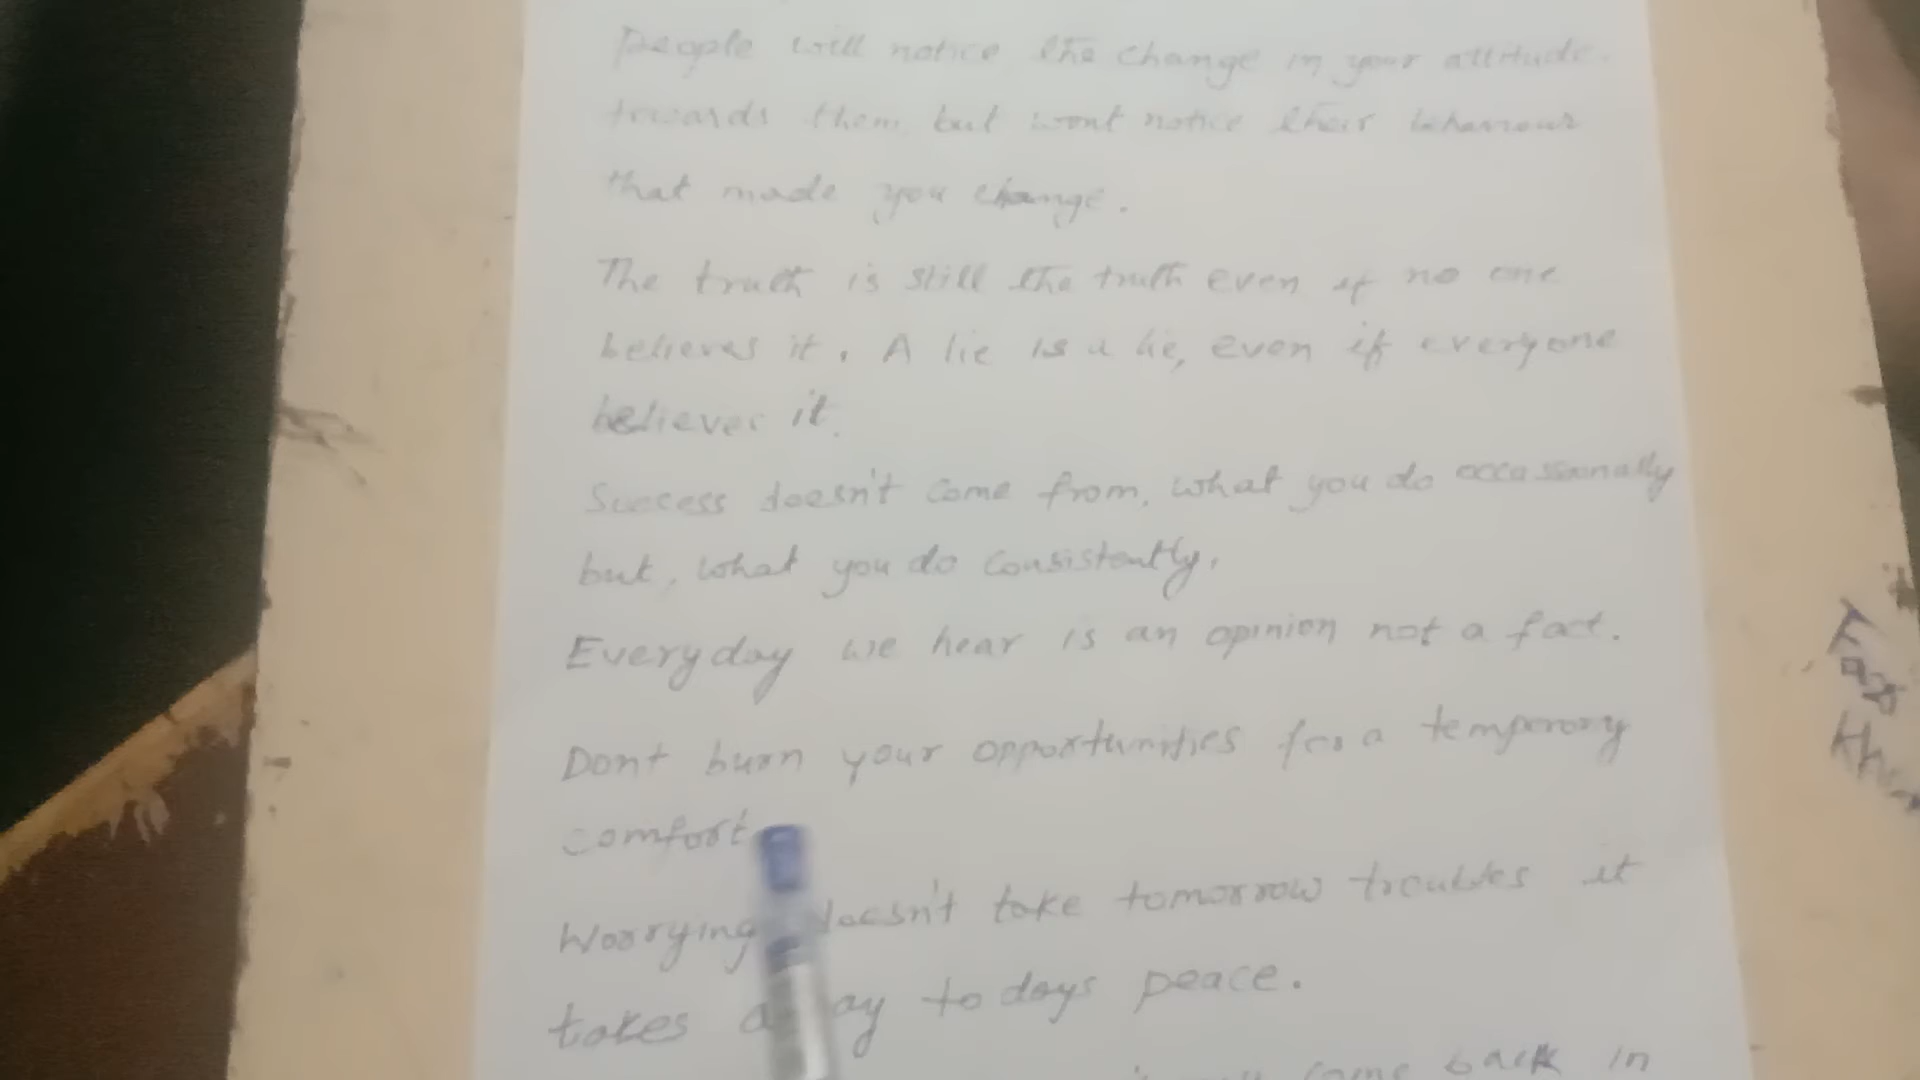 People will notice the change in your attitude.
towards them but wont notice their behaviour
that made you change.
The truth is still the truth even if no one
believes it. A lie is a lie, even if everyone
believes it.
Success doesn't come from, what you do occassionally
but, what you do consistently.
Everyday we hear is an opinion not a fact.
Dont burn your opportunities for a temporary
comfort
Worrying doesn't take tomorrow troubles it
takes away todays peace.
come back in